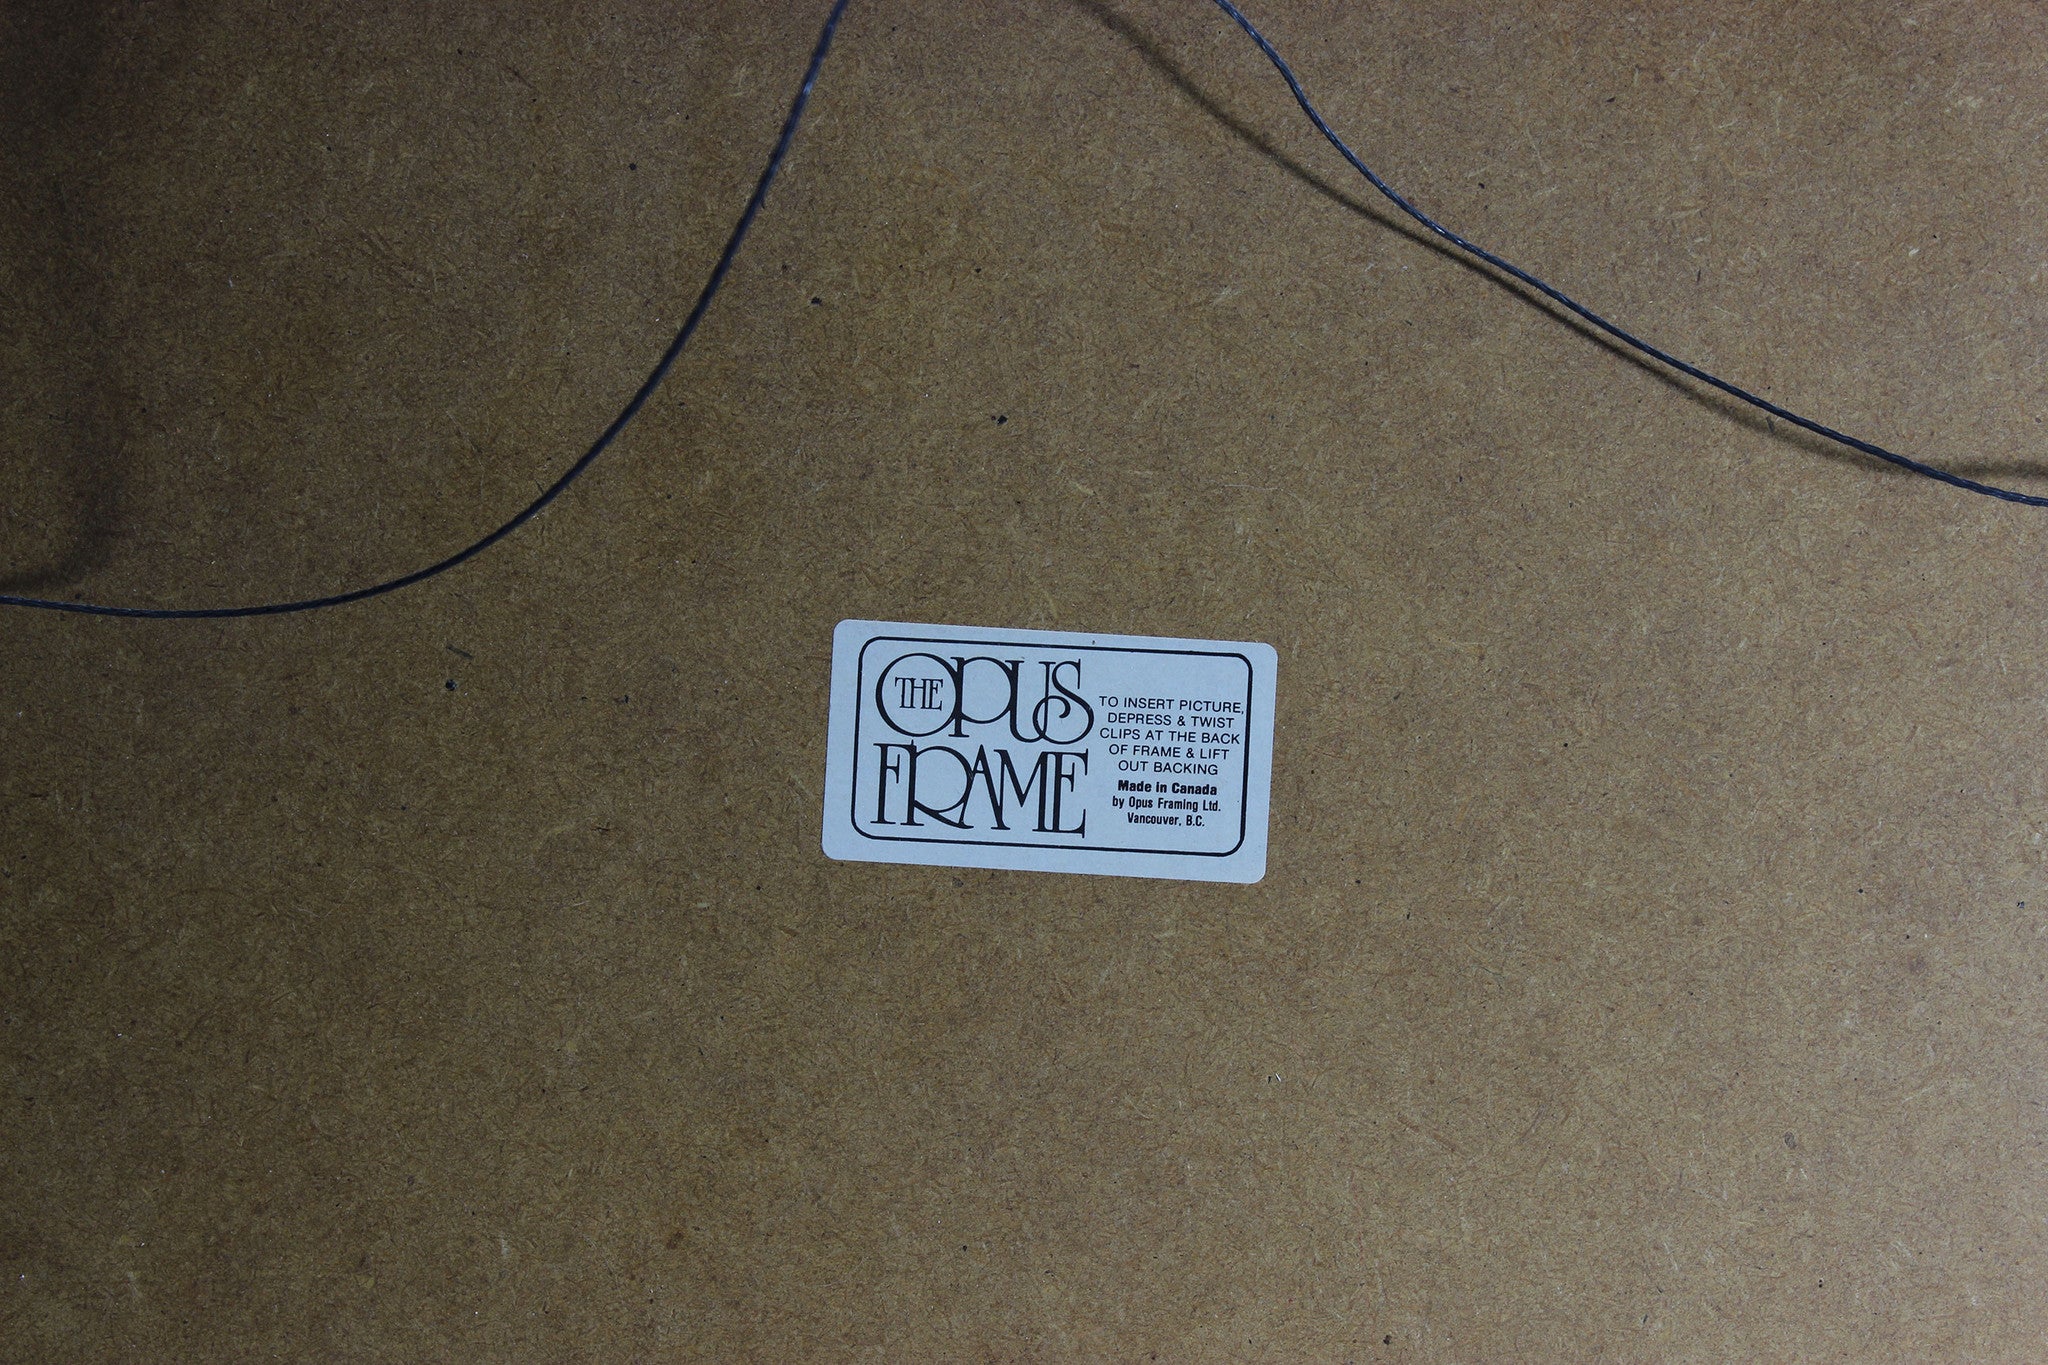 THE OPUS
FRAME
TO INSERT PICTURE,
DEPRESS & TWIST
CLIPS AT THE BACK
OF FRAME & LIFT
OUT BACKING
Made in Canada
by Opus Framing Ltd.
Vancouver, B.C.